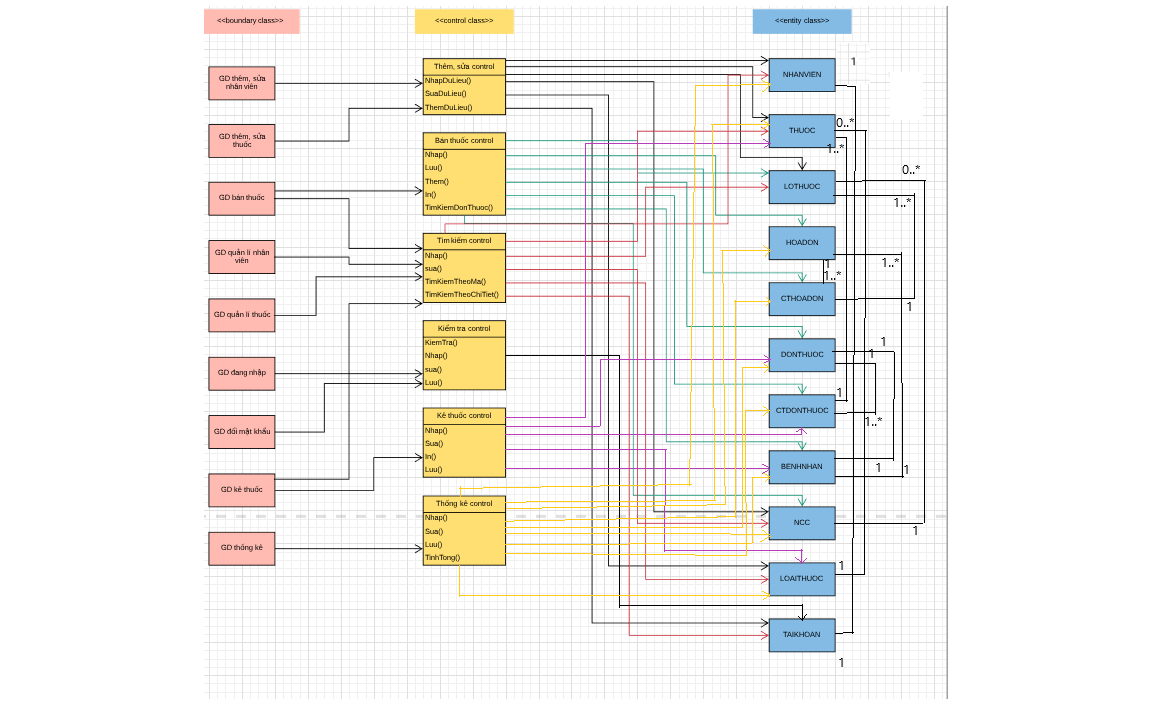 <<boundary class>>
<<control class>>
<<entity class>>
GD thêm, sửa
nhân viên
GD thêm, sửa
thuốc
GD bán thuốc
GD quản lí nhân
viên
GD quản lí thuốc
GD đang nhập
GD đổi mật khẩu
GD kê thuốc
GD thống kê
Thêm, sửa control
NhapDuLieu()
SuaDuLieu()
ThemDuLieu()
Bán thuốc control
Nhap()
Luu()
Them()
In()
TimKiemDonThuoc()
Tìm kiếm control
Nhap()
sua()
TimKiemTheoMa()
TimKiemTheoChiTiet()
Kiểm tra control
KiemTra()
Nhap()
sua()
Luu()
Kê thuốc control
Nhap()
Sua()
In()
Luu()
Thống kê control
Nhap()
Sua()
Luu()
TinhTong()
NHANVIEN
1
THUOC
0..*
1..*
LOTHUOC
0..*
1..*
HOADON
1
1..*
1..*
CTHOADON
1
DONTHUOC
1
1
CTDONTHUOC
1
1..*
BENHNHAN
1
1
NCC
1
LOAITHUOC
1
TAIKHOAN
1